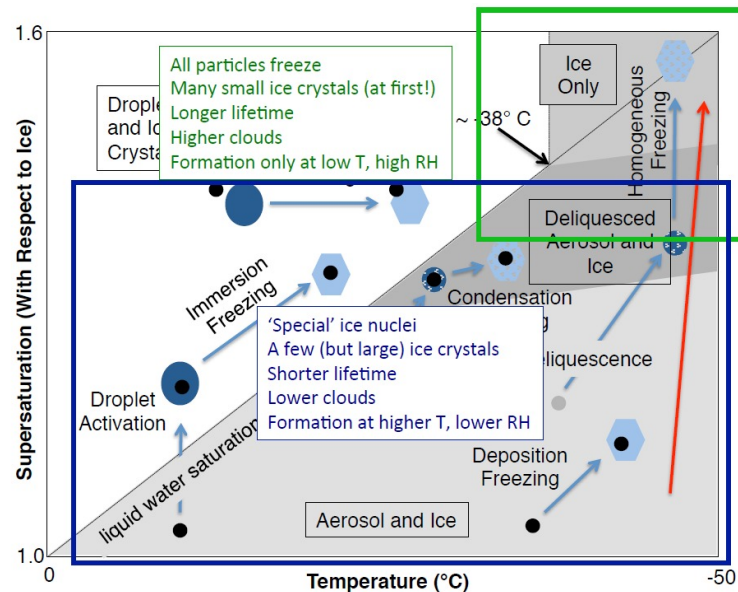 1.6
All particles freeze
Many small ice crystals (at first!)
Longer lifetime
Higher clouds
Formation only at low T, high RH
Ice
Only
~ -38° C
Homogeneous
Freezing
Deliquesced
Aerosol and
Ice
Immersion
Freezing
Condensation
'Special' ice nuclei
A few (but large) ice crystals
Shorter lifetime
Lower clouds
Formation at higher T, lower RH
Droplet
Activation
Deposition
Freezing
liquid water saturation
Aerosol and Ice
Supersaturation (With Respect to Ice)
1.0
0
Temperature (°C)
-50